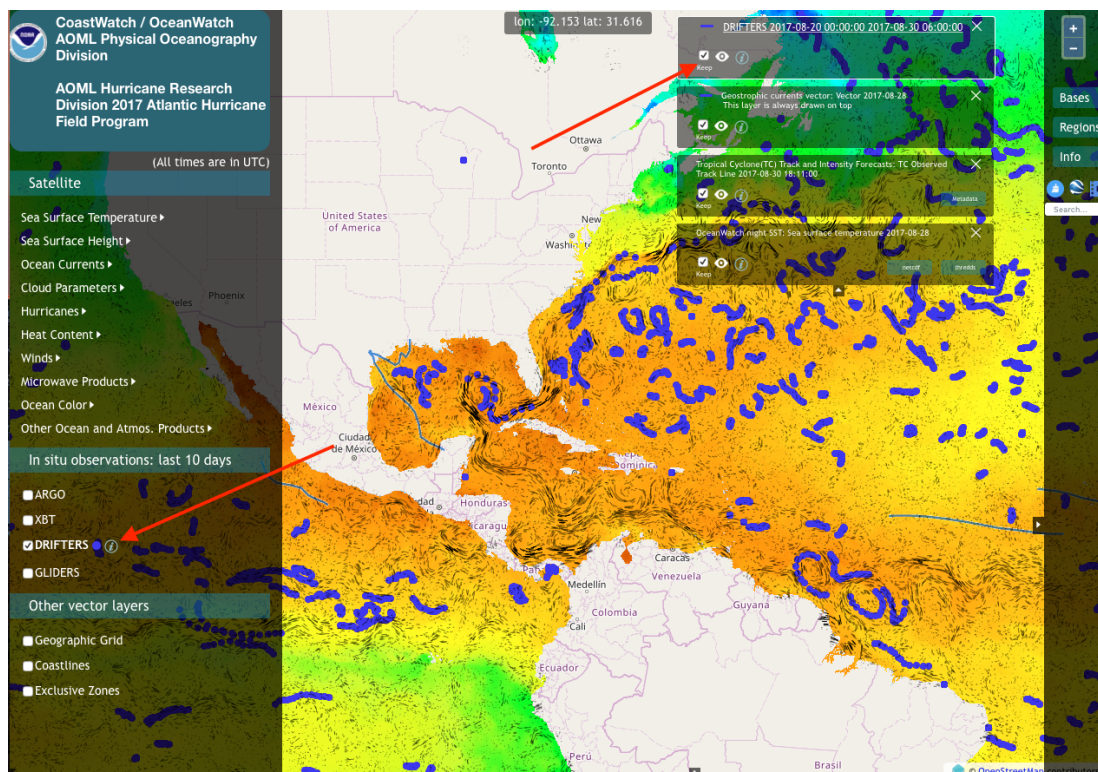 CoastWatch / OceanWatch
AOML Physical Oceanography
Division
AOML Hurricane Research
Division 2017 Atlantic Hurricane
Field Program
(All times are in UTC)
Satellite
Sea Surface Temperature
Sea Surface Height
Ocean Currents
Cloud Parameters
Hurricanes
Heat Content
Winds
Microwave Products
Ocean Color
Other Ocean and Atmos. Products
In situ observations: last 10 days
ARGO
XBT
DRIFTERS
GLIDERS
Other vector layers
Geographic Grid
Coastlines
Exclusive Zones
lon: -92.153 lat: 31.616
DRIFTERS 2017-08-20 00:00:00 2017-08-30 06:00:00
Keep
Geostrophic currents vector: Vector 2017-08-28
This layer is always drawn on top
Keep
Tropical Cyclone(TC) Track and Intensity Forecasts: TC Observed
Track Line 2017-08-30 18:11:00
Keep
Metadata
OceanWatch night SST: Sea surface temperature 2017-08-28
Keep
netcdf
thredds
+
−
Bases
Regions
Info
Search...
Ottawa
Toronto
United States
of America
New
Washington
Phoenix
México
Ciudad
de México
Dominicana
Honduras
Caracas
Venezuela
Medellín
Guyana
Colombia
Cali
Ecuador
Perú
Brasil
© OpenStreetMap contributors